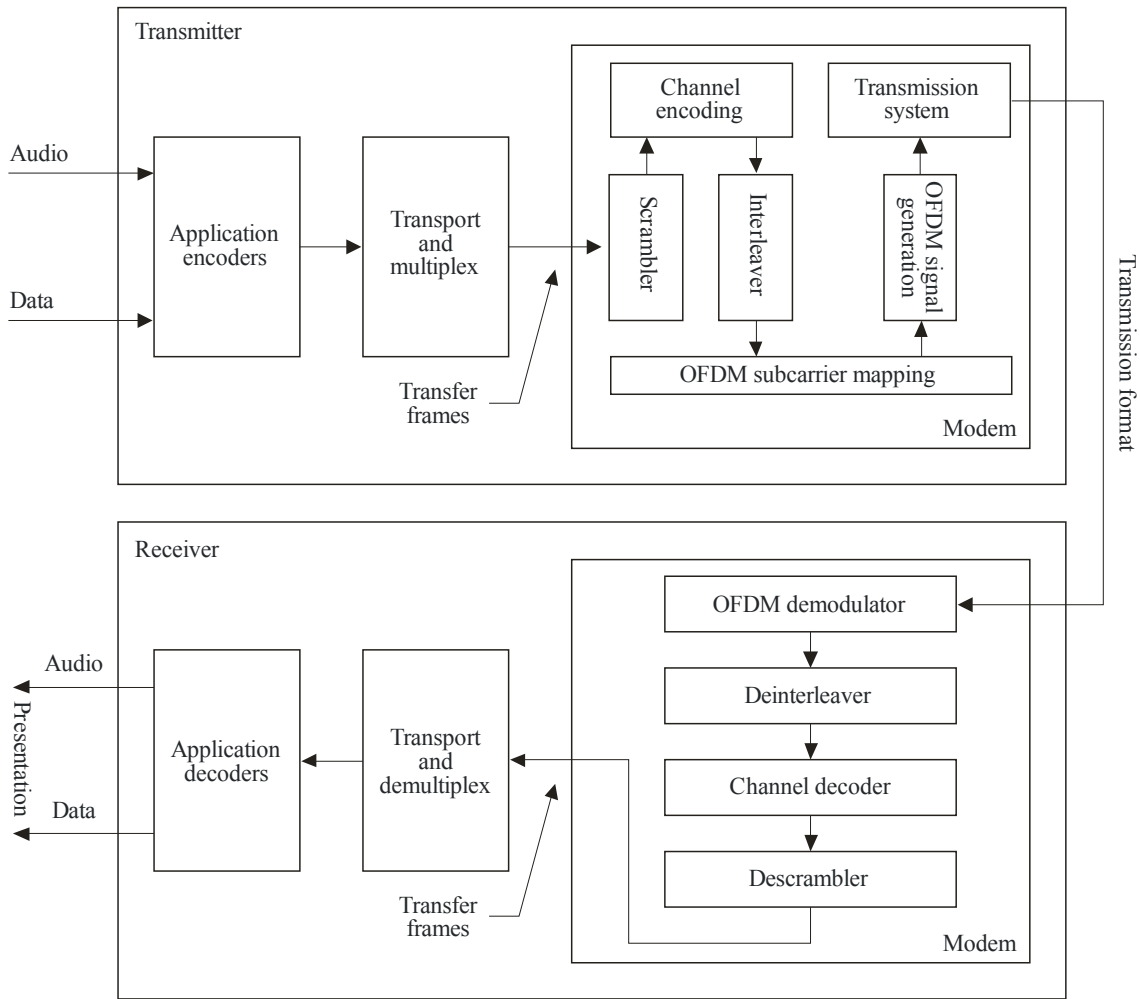 Transmitter
Audio
Data
Application
encoders
Transport
and
multiplex
Transfer
frames
Scrambler
Channel
encoding
Interleaver
OFDM subcarrier mapping
OFDM signal
generation
Transmission
system
Modem
Transmission format
Receiver
OFDM demodulator
Deinterleaver
Channel decoder
Descrambler
Modem
Transfer
frames
Transport
and
demultiplex
Application
decoders
Audio
Data
Presentation